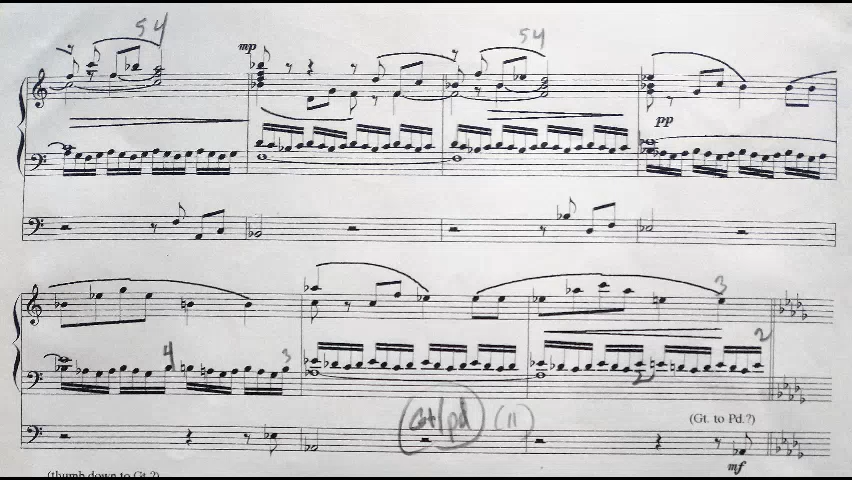 54 54
mp
pp
3
2
4 3
2
Gt/pd (II) (Gt. to Pd.?)
mf
(thumb down to Gt.?)